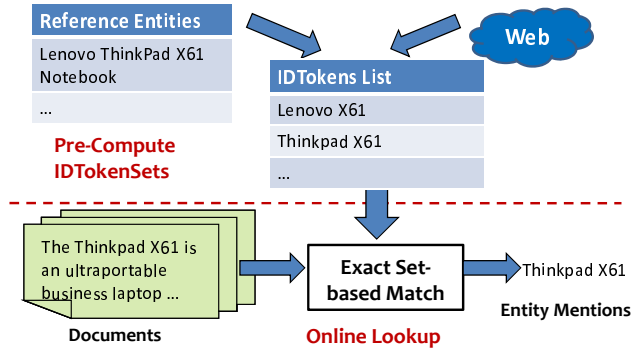 Reference Entities
Lenovo ThinkPad X61
Notebook
...
Pre-Compute
IDTokenSets
Web
IDTokens List
Lenovo X61
Thinkpad X61
...
The Thinkpad X61 is
an ultraportable
business laptop ...
Documents
Exact Set-
based Match
Online Lookup
Thinkpad X61
Entity Mentions